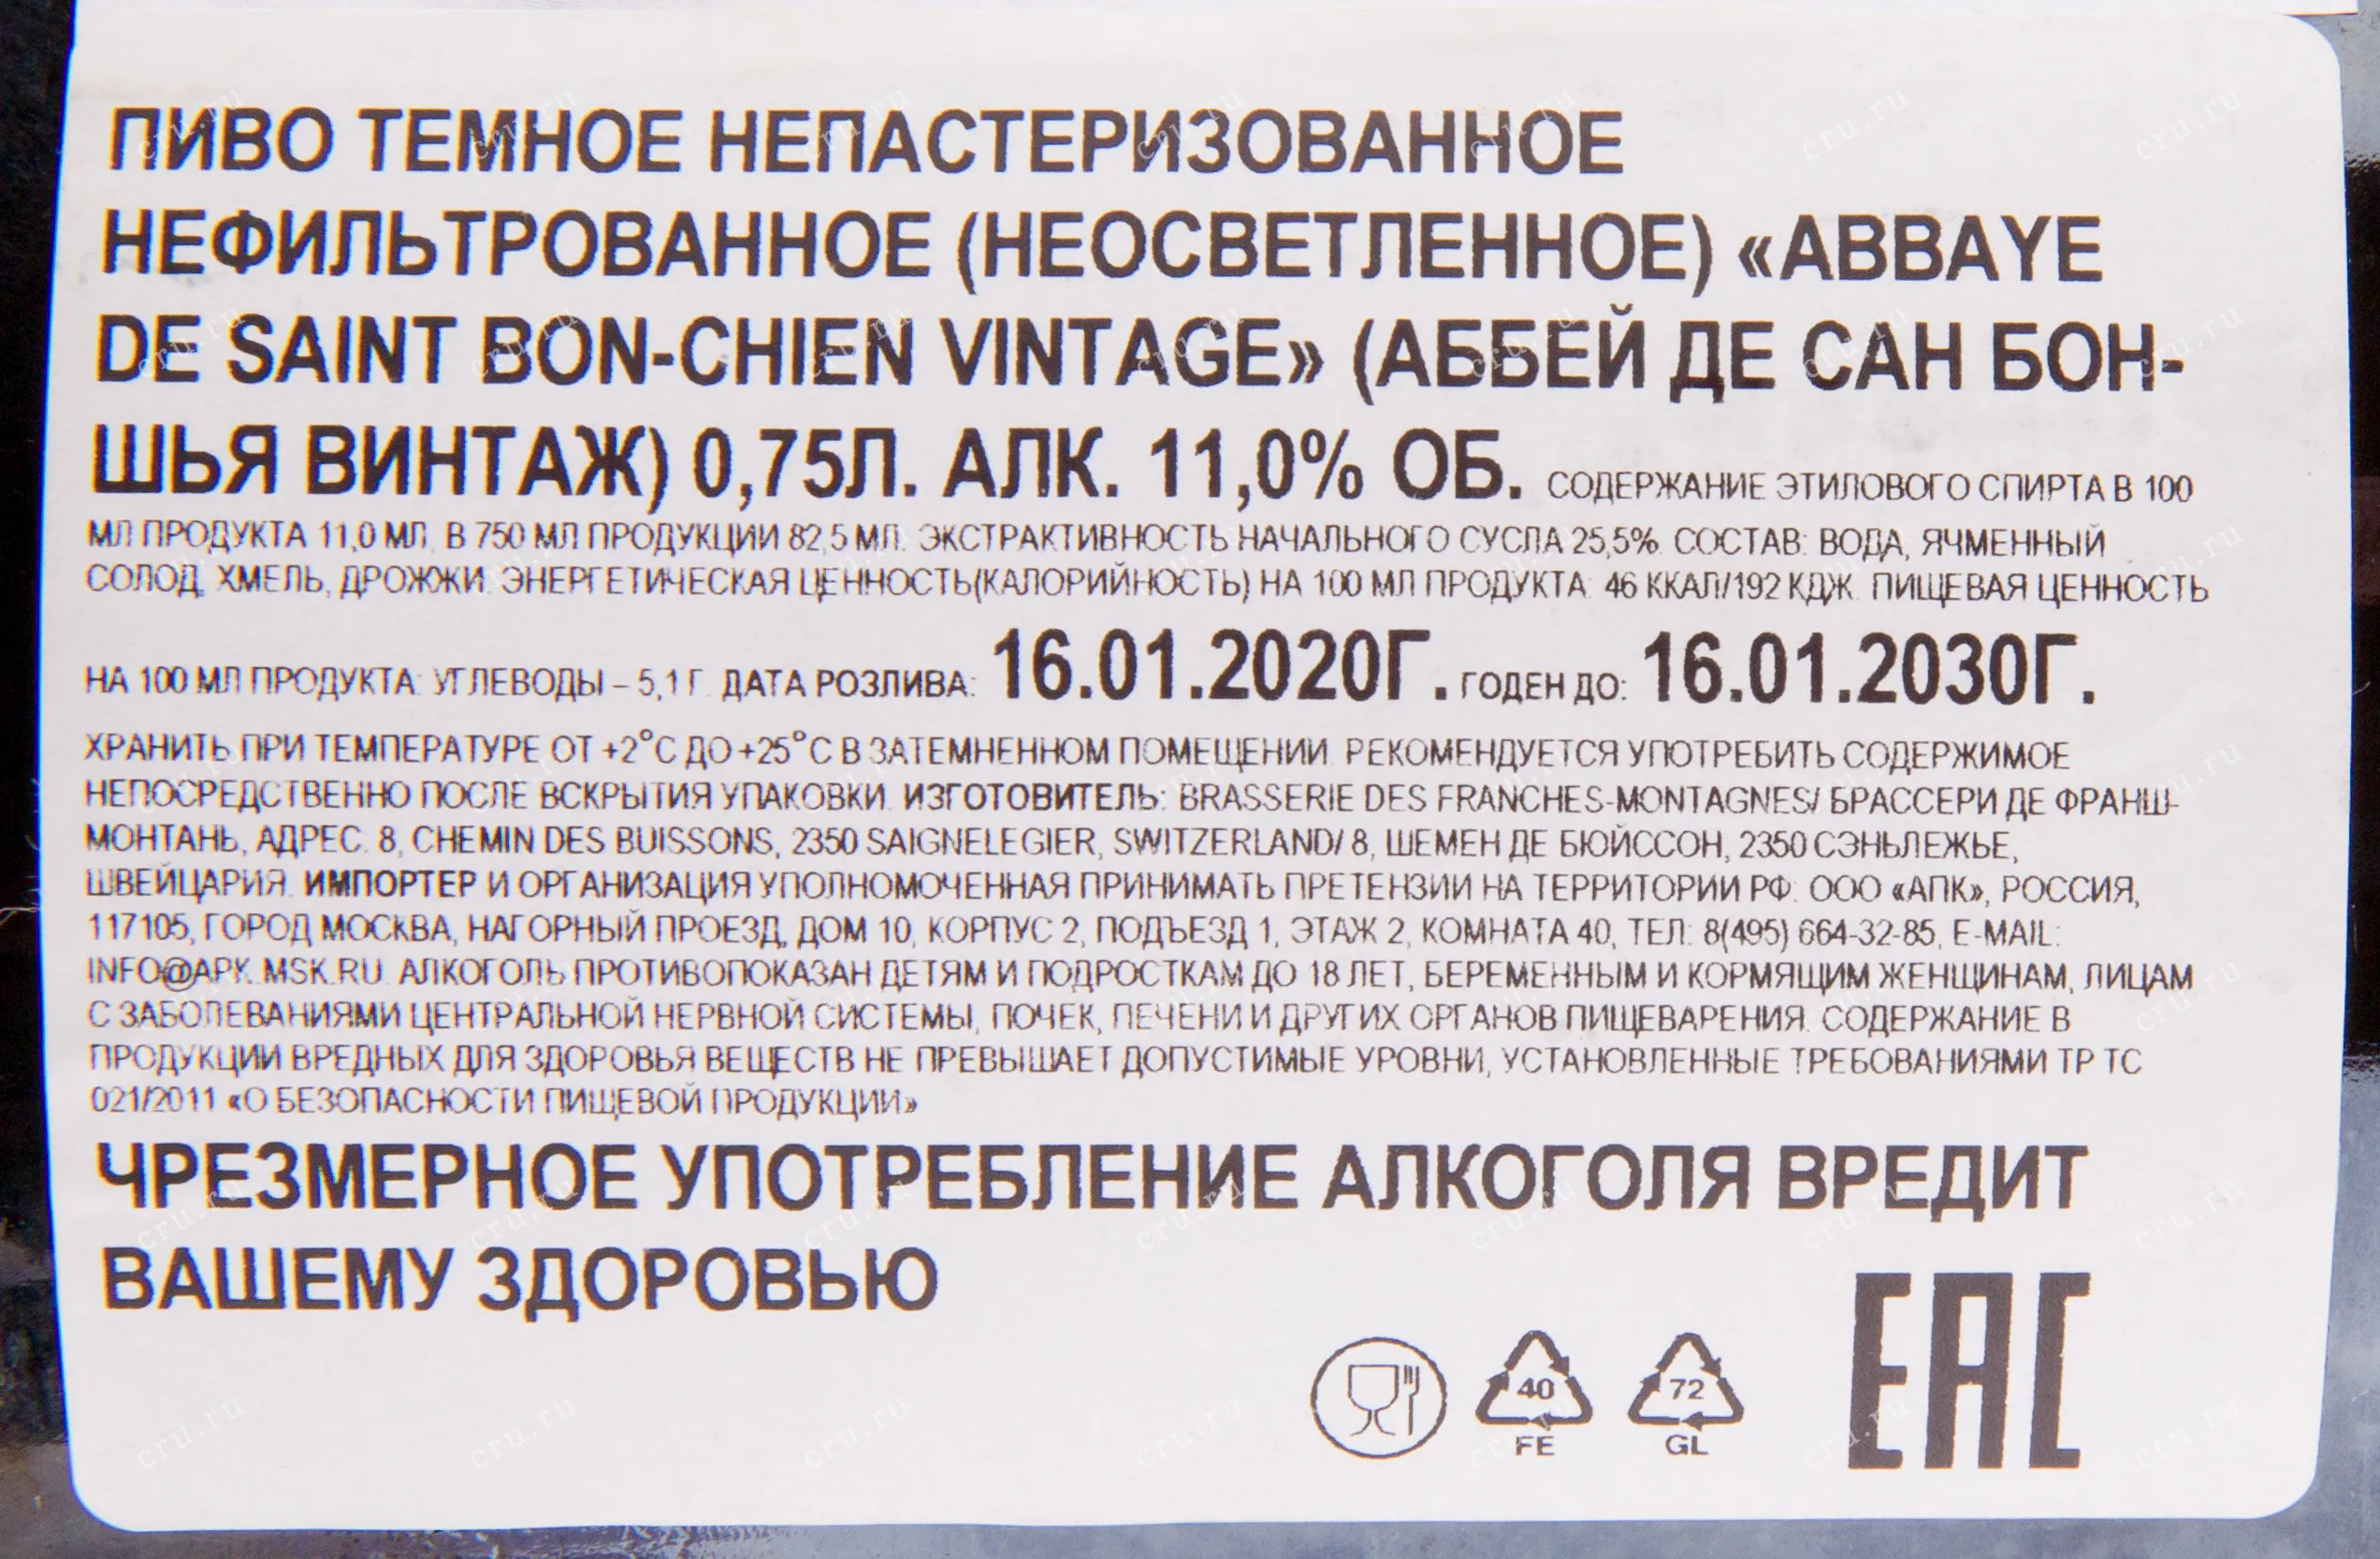 ПИВО ТЕМНОЕ НЕПАСТЕРИЗОВАННОЕ
НЕФИЛЬТРОВАННОЕ (НЕОСВЕТЛЕННОЕ) «ABBAYE
DE SAINT BON-CHIEN VINTAGE» (АББЕЙ ДЕ САН БОН-
ШЬЯ ВИНТАЖ) 0,75Л. АЛК. 11,0% ОБ. СОДЕРЖАНИЕ ЭТИЛОВОГО СПИРТА В 100
МЛ ПРОДУКТА 11,0 МЛ. В 750 МЛ ПРОДУКЦИИ 82,5 МЛ. ЭКСТРАКТИВНОСТЬ НАЧАЛЬНОГО СУСЛА 25,5%. СОСТАВ: ВОДА, ЯЧМЕННЫЙ
СОЛОД, ХМЕЛЬ, ДРОЖЖИ. ЭНЕРГЕТИЧЕСКАЯ ЦЕННОСТЬ(КАЛОРИЙНОСТЬ) НА 100 МЛ ПРОДУКТА: 46 ККАЛ/192 КДЖ. ПИЩЕВАЯ ЦЕННОСТЬ
НА 100 МЛ ПРОДУКТА: УГЛЕВОДЫ – 5,1 Г. ДАТА РОЗЛИВА: 16.01.2020Г. ГОДЕН ДО: 16.01.2030Г.
ХРАНИТЬ ПРИ ТЕМПЕРАТУРЕ ОТ +2°С ДО +25°С В ЗАТЕМНЕННОМ ПОМЕЩЕНИИ. РЕКОМЕНДУЕТСЯ УПОТРЕБИТЬ СОДЕРЖИМОЕ
НЕПОСРЕДСТВЕННО ПОСЛЕ ВСКРЫТИЯ УПАКОВКИ. ИЗГОТОВИТЕЛЬ: BRASSERIE DES FRANCHES-MONTAGNES/ БРАССЕРИ ДЕ ФРАНШ-
МОНТАНЬ, АДРЕС: 8, CHEMIN DES BUISSONS, 2350 SAIGNELEGIER, SWITZERLAND/ 8, ШЕМЕН ДЕ БЮЙССОН, 2350 СЭНЬЛЕЖЬЕ,
ШВЕЙЦАРИЯ. ИМПОРТЕР И ОРГАНИЗАЦИЯ УПОЛНОМОЧЕННАЯ ПРИНИМАТЬ ПРЕТЕНЗИИ НА ТЕРРИТОРИИ РФ: ООО «АПК», РОССИЯ,
117105, ГОРОД МОСКВА, НАГОРНЫЙ ПРОЕЗД, ДОМ 10, КОРПУС 2, ПОДЪЕЗД 1, ЭТАЖ 2, КОМНАТА 40, ТЕЛ: 8(495) 664-32-85, E-MAIL:
INFO@APK.MSK.RU. АЛКОГОЛЬ ПРОТИВОПОКАЗАН ДЕТЯМ И ПОДРОСТКАМ ДО 18 ЛЕТ, БЕРЕМЕННЫМ И КОРМЯЩИМ ЖЕНЩИНАМ, ЛИЦАМ
С ЗАБОЛЕВАНИЯМИ ЦЕНТРАЛЬНОЙ НЕРВНОЙ СИСТЕМЫ, ПОЧЕК, ПЕЧЕНИ И ДРУГИХ ОРГАНОВ ПИЩЕВАРЕНИЯ. СОДЕРЖАНИЕ В
ПРОДУКЦИИ ВРЕДНЫХ ДЛЯ ЗДОРОВЬЯ ВЕЩЕСТВ НЕ ПРЕВЫШАЕТ ДОПУСТИМЫЕ УРОВНИ, УСТАНОВЛЕННЫЕ ТРЕБОВАНИЯМИ ТР ТС
021/2011 «О БЕЗОПАСНОСТИ ПИЩЕВОЙ ПРОДУКЦИИ»
ЧРЕЗМЕРНОЕ УПОТРЕБЛЕНИЕ АЛКОГОЛЯ ВРЕДИТ
ВАШЕМУ ЗДОРОВЬЮ
40 72 EAC
FE GL
cru.ru